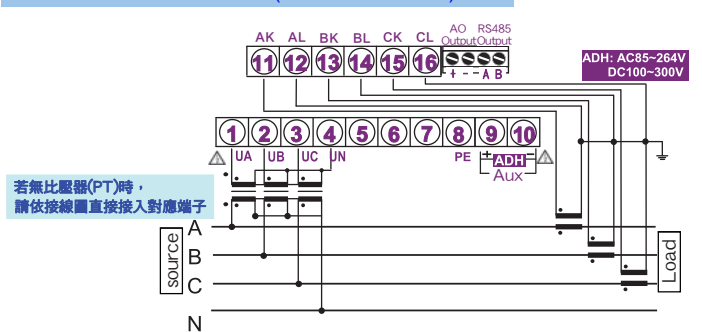 AK AL BK BL CK CL
AO RS485
Output Output
11 12 13 14 15 16
+ - - A B
ADH: AC85~264V
DC100~300V
1 2 3 4 5 6 7 8 9 10
UA UB UC UN PE + ADH -
Aux
若無比壓器(PT)時，
請依接線圖直接接入對應端子
source
A
B
C
N
Load